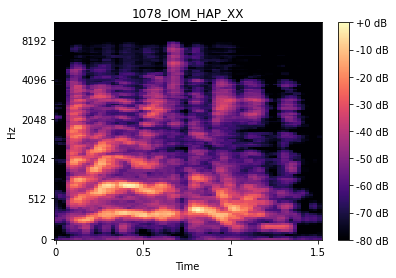 1078_IOM_HAP_XX
+0 dB
8192
-10 dB
4096
-20 dB
-30 dB
2048
Hz
-40 dB
1024
-50 dB
512
-60 dB
-70 dB
0
-80 dB
0
0.5
1
1.5
Time